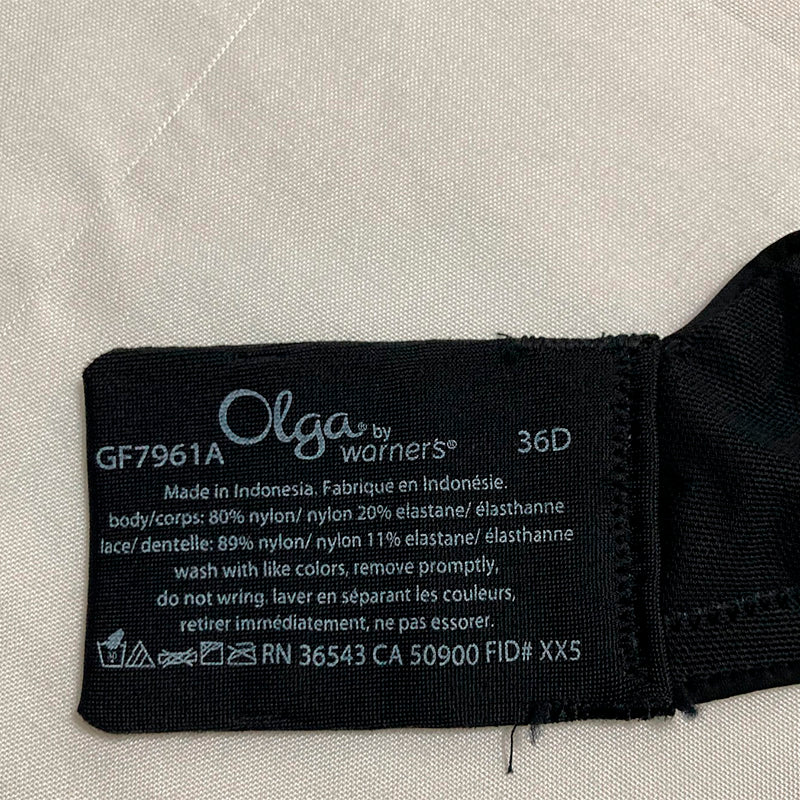 Olga® by
GF7961A warner's® 36D
Made in Indonesia. Fabrique en Indonésie.
body/corps: 80% nylon/ nylon 20% elastane/ élasthanne
lace/ dentelle: 89% nylon/ nylon 11% elastane/ élasthanne
wash with like colors, remove promptly,
do not wring. laver en séparant les couleurs,
retirer immédiatement, ne pas essorer.
RN 36543 CA 50900 FID# XX5